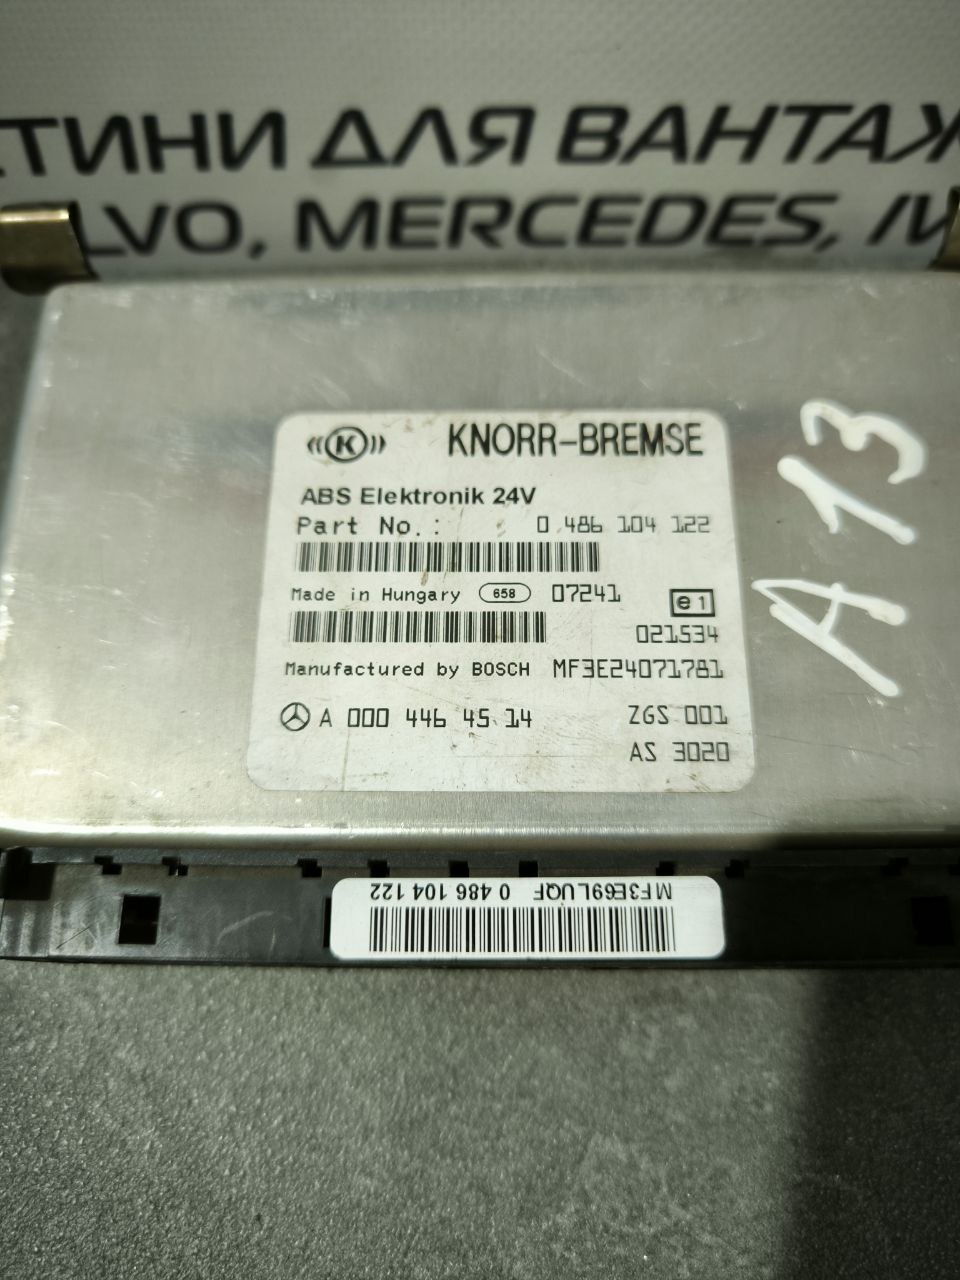 СТИНИ ДЛЯ ВАНТАЖ
LVO, MERCEDES, IV
K KNORR-BREMSE
ABS Elektronik 24V
Part No.: 0 486 104 122
Made in Hungary 658 07241
e1
021534
Manufactured by BOSCH MF3E24071781
A 000 446 45 14 ZGS 001
AS 3020
A13
MF3E69LUQF 0 486 104 122